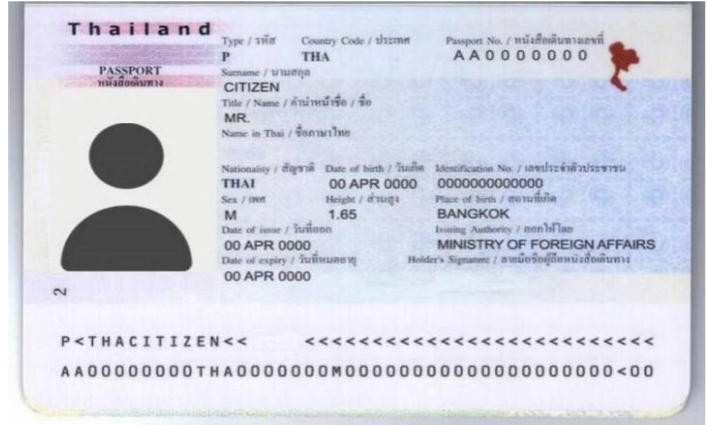 Thailand
PASSPORT
หนังสือเดินทาง
Type / รหัส Country Code / ประเทศ Passport No. / หนังสือเดินทางเลขที่
P THA AA0000000
Surname / นามสกุล
CITIZEN
Title / Name / คำนำหน้าชื่อ / ชื่อ
MR.
Name in Thai / ชื่อภาษาไทย
Nationality / สัญชาติ Date of birth / วันเกิด Identification No. / เลขประจำตัวประชาชน
THAI 00 APR 0000 0000000000000
Sex / เพศ Height / ส่วนสูง Place of birth / สถานที่เกิด
M 1.65 BANGKOK
Date of issue / วันที่ออก Issuing Authority / ออกให้โดย
00 APR 0000 MINISTRY OF FOREIGN AFFAIRS
Date of expiry / วันที่หมดอายุ Holder's Signature / ลายมือชื่อผู้ถือหนังสือเดินทาง
00 APR 0000
2
P<THACITIZEN<< <<<<<<<<<<<<<<<<<<<<<<<<<<
AA00000000THA0000000M0000000000000000000000<00